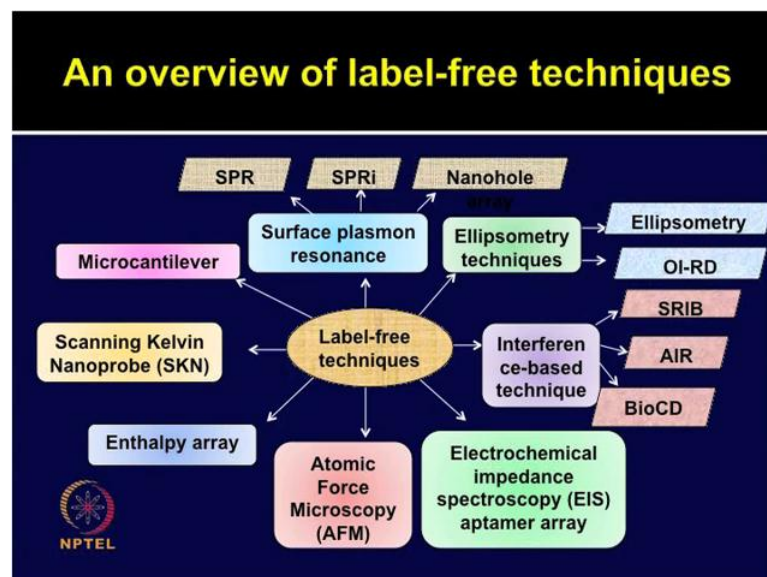 An overview of label-free techniques
SPR
SPRi
Nanohole
array
Surface plasmon
resonance
Ellipsometry
techniques
Ellipsometry
OI-RD
Microcantilever
SRIB
Scanning Kelvin
Nanoprobe (SKN)
Label-free
techniques
Interferen
ce-based
technique
AIR
BioCD
Enthalpy array
Atomic
Force
Microscopy
(AFM)
Electrochemical
impedance
spectroscopy (EIS)
aptamer array
NPTEL